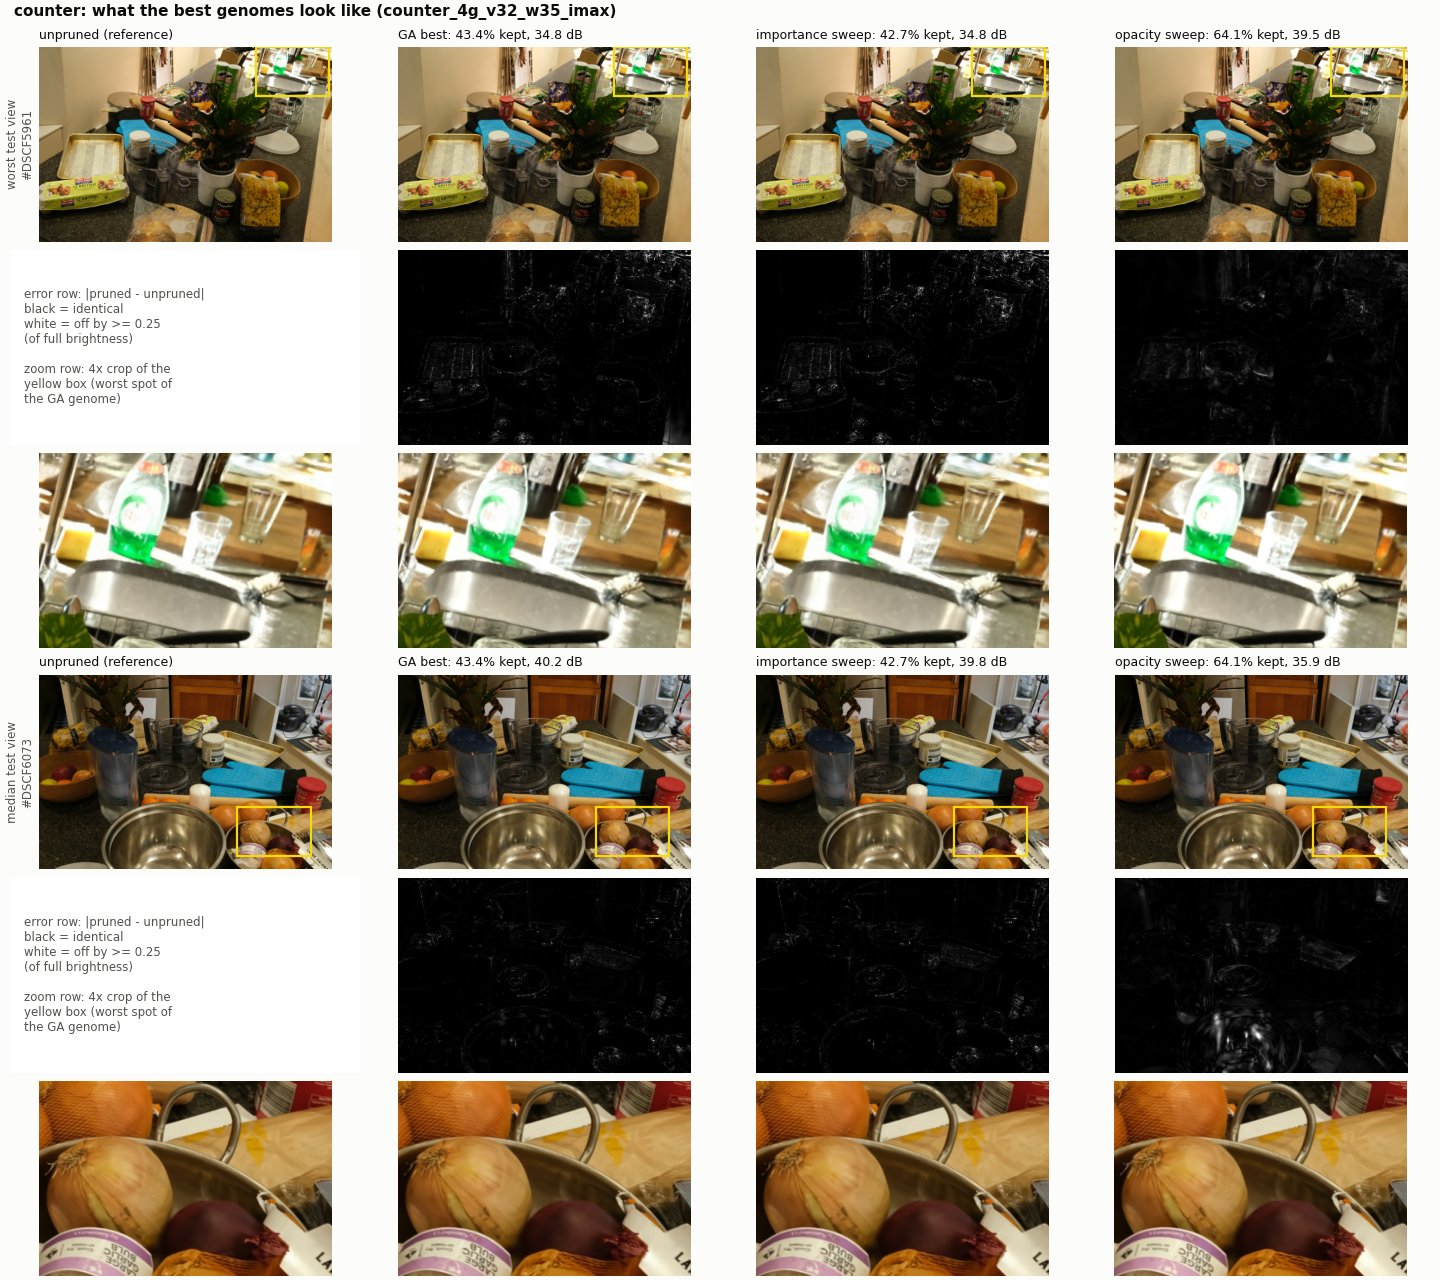 counter: what the best genomes look like (counter_4g_v32_w35_imax)
unpruned (reference)
GA best: 43.4% kept, 34.8 dB
importance sweep: 42.7% kept, 34.8 dB
opacity sweep: 64.1% kept, 39.5 dB
worst test view
#DSCF5961
error row: |pruned - unpruned|
black = identical
white = off by >= 0.25
(of full brightness)
zoom row: 4x crop of the
yellow box (worst spot of
the GA genome)
unpruned (reference)
GA best: 43.4% kept, 40.2 dB
importance sweep: 42.7% kept, 39.8 dB
opacity sweep: 64.1% kept, 35.9 dB
median test view
#DSCF6073
error row: |pruned - unpruned|
black = identical
white = off by >= 0.25
(of full brightness)
zoom row: 4x crop of the
yellow box (worst spot of
the GA genome)